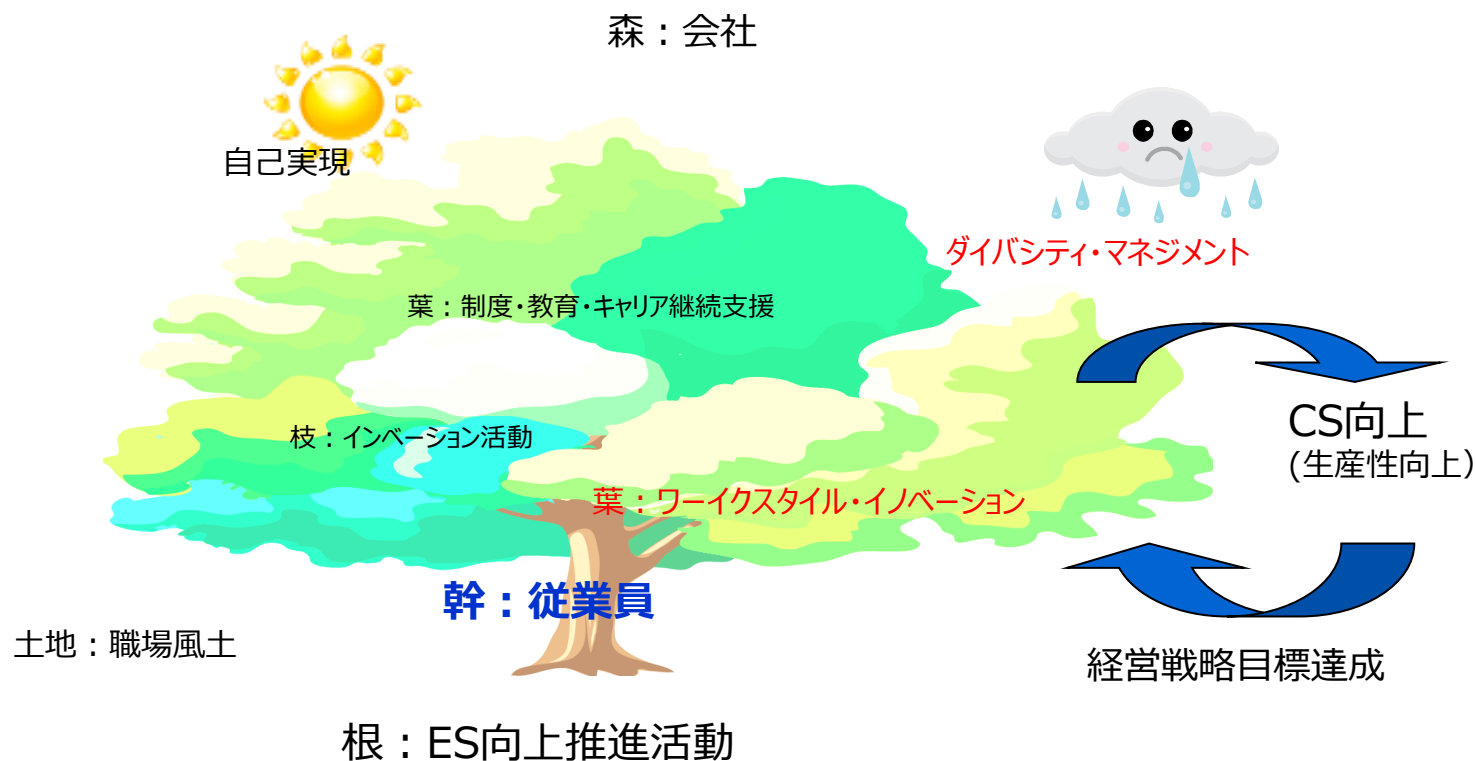 森：会社
自己実現
ダイバシティ・マネジメント
葉：制度・教育・キャリア継続支援
CS向上
(生産性向上）
枝：インベーション活動
葉：ワーイクスタイル・イノベーション
幹：従業員
土地：職場風土
経営戦略目標達成
根：ES向上推進活動